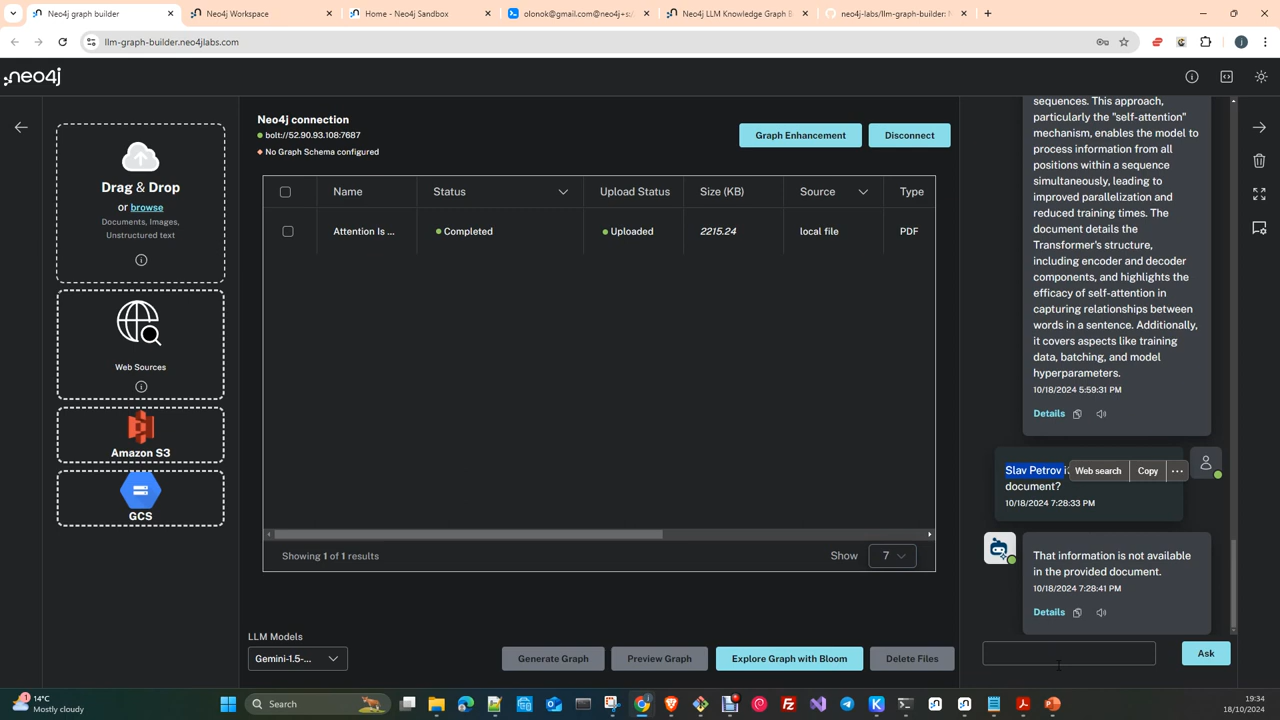 Neo4j graph builder
Neo4j Workspace
Home - Neo4j Sandbox
olonok@gmail.com@neo4j+s:/
Neo4j LLM Knowledge Graph B
neo4j-labs/llm-graph-builder: N
llm-graph-builder.neo4jlabs.com
neo4j
Drag & Drop
or browse
Documents, Images,
Unstructured text
Web Sources
Amazon S3
GCS
Neo4j connection
bolt://52.90.93.108:7687
No Graph Schema configured
Graph Enhancement
Disconnect
Name Status Upload Status Size (KB) Source Type
Attention Is ... Completed Uploaded 2215.24 local file PDF
Showing 1 of 1 results
Show 7
LLM Models
Gemini-1.5-...
Generate Graph
Preview Graph
Explore Graph with Bloom
Delete Files
sequences. This approach,
particularly the "self-attention"
mechanism, enables the model to
process information from all
positions within a sequence
simultaneously, leading to
improved parallelization and
reduced training times. The
document details the
Transformer's structure,
including encoder and decoder
components, and highlights the
efficacy of self-attention in
capturing relationships between
words in a sentence. Additionally,
it covers aspects like training
data, batching, and model
hyperparameters.
10/18/2024 5:59:31 PM
Details
Slav Petrov
Web search
Copy
document?
10/18/2024 7:28:33 PM
That information is not available
in the provided document.
10/18/2024 7:28:41 PM
Details
Ask
14°C
Mostly cloudy
Search
19:34
18/10/2024